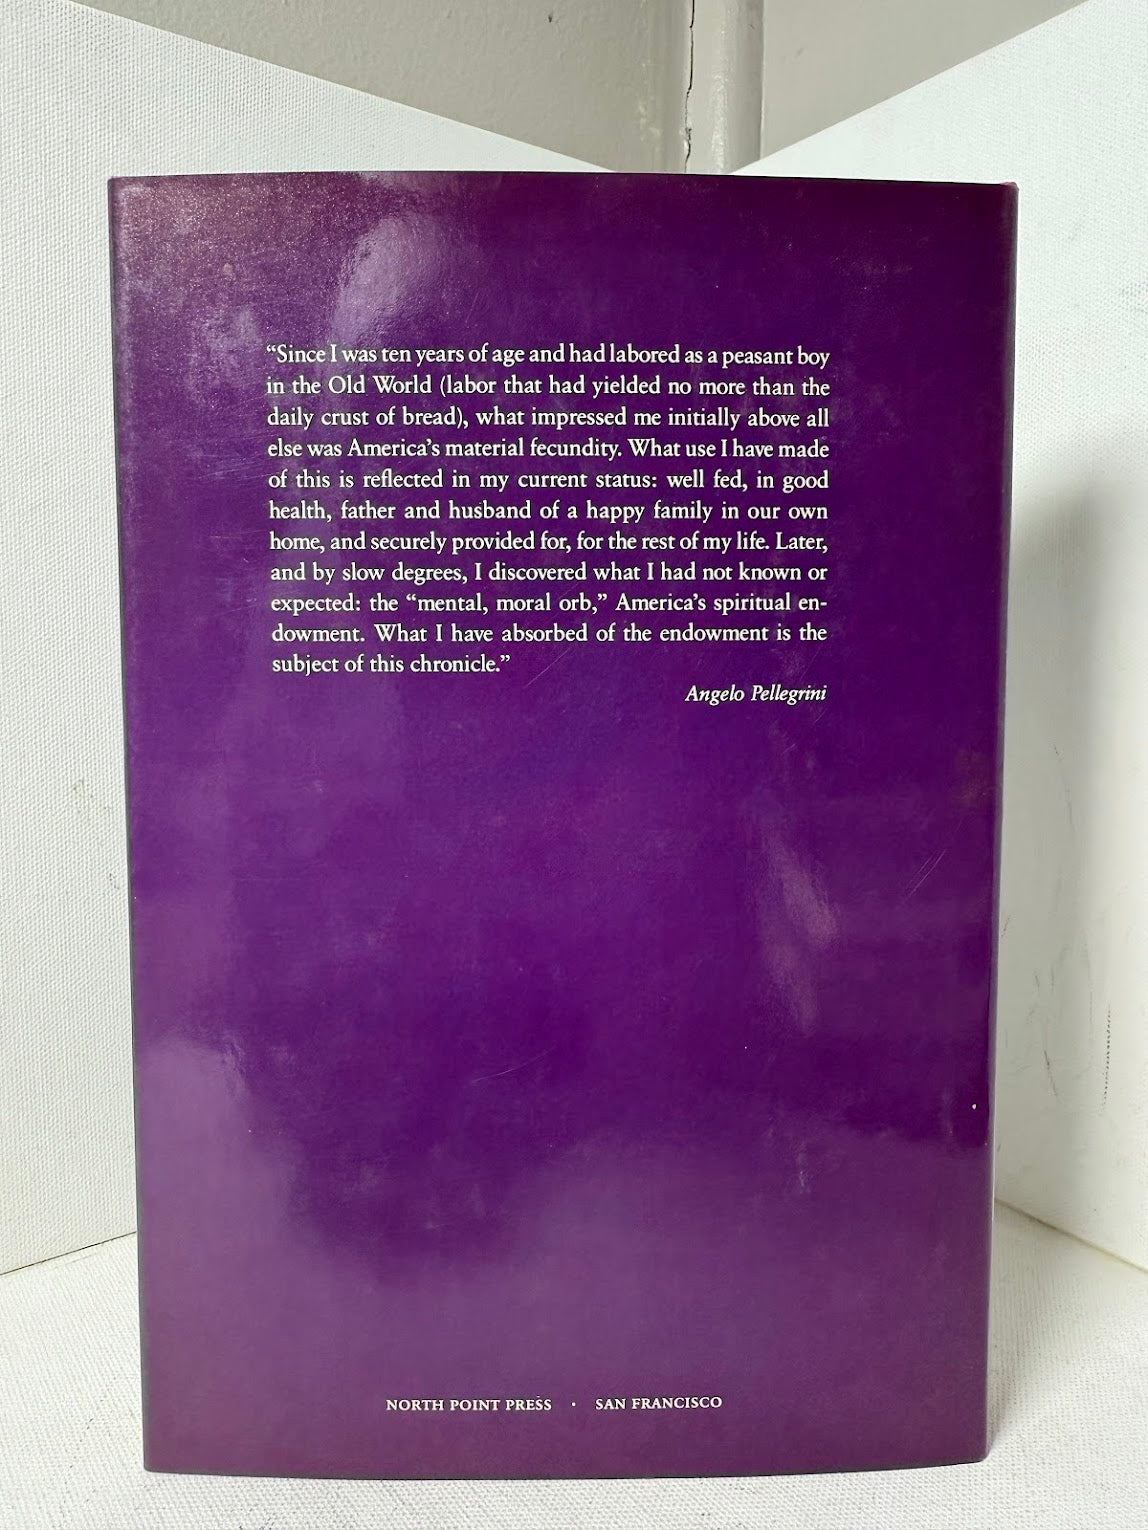 “Since I was ten years of age and had labored as a peasant boy
in the Old World (labor that had yielded no more than the
daily crust of bread), what impressed me initially above all
else was America’s material fecundity. What use I have made
of this is reflected in my current status: well fed, in good
health, father and husband of a happy family in our own
home, and securely provided for, for the rest of my life. Later,
and by slow degrees, I discovered what I had not known or
expected: the “mental, moral orb,” America’s spiritual en-
dowment. What I have absorbed of the endowment is the
subject of this chronicle.”
Angelo Pellegrini
NORTH POINT PRESS · SAN FRANCISCO